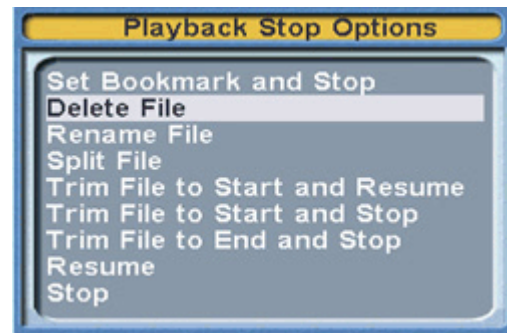 Playback Stop Options
Set Bookmark and Stop
Delete File
Rename File
Split File
Trim File to Start and Resume
Trim File to Start and Stop
Trim File to End and Stop
Resume
Stop